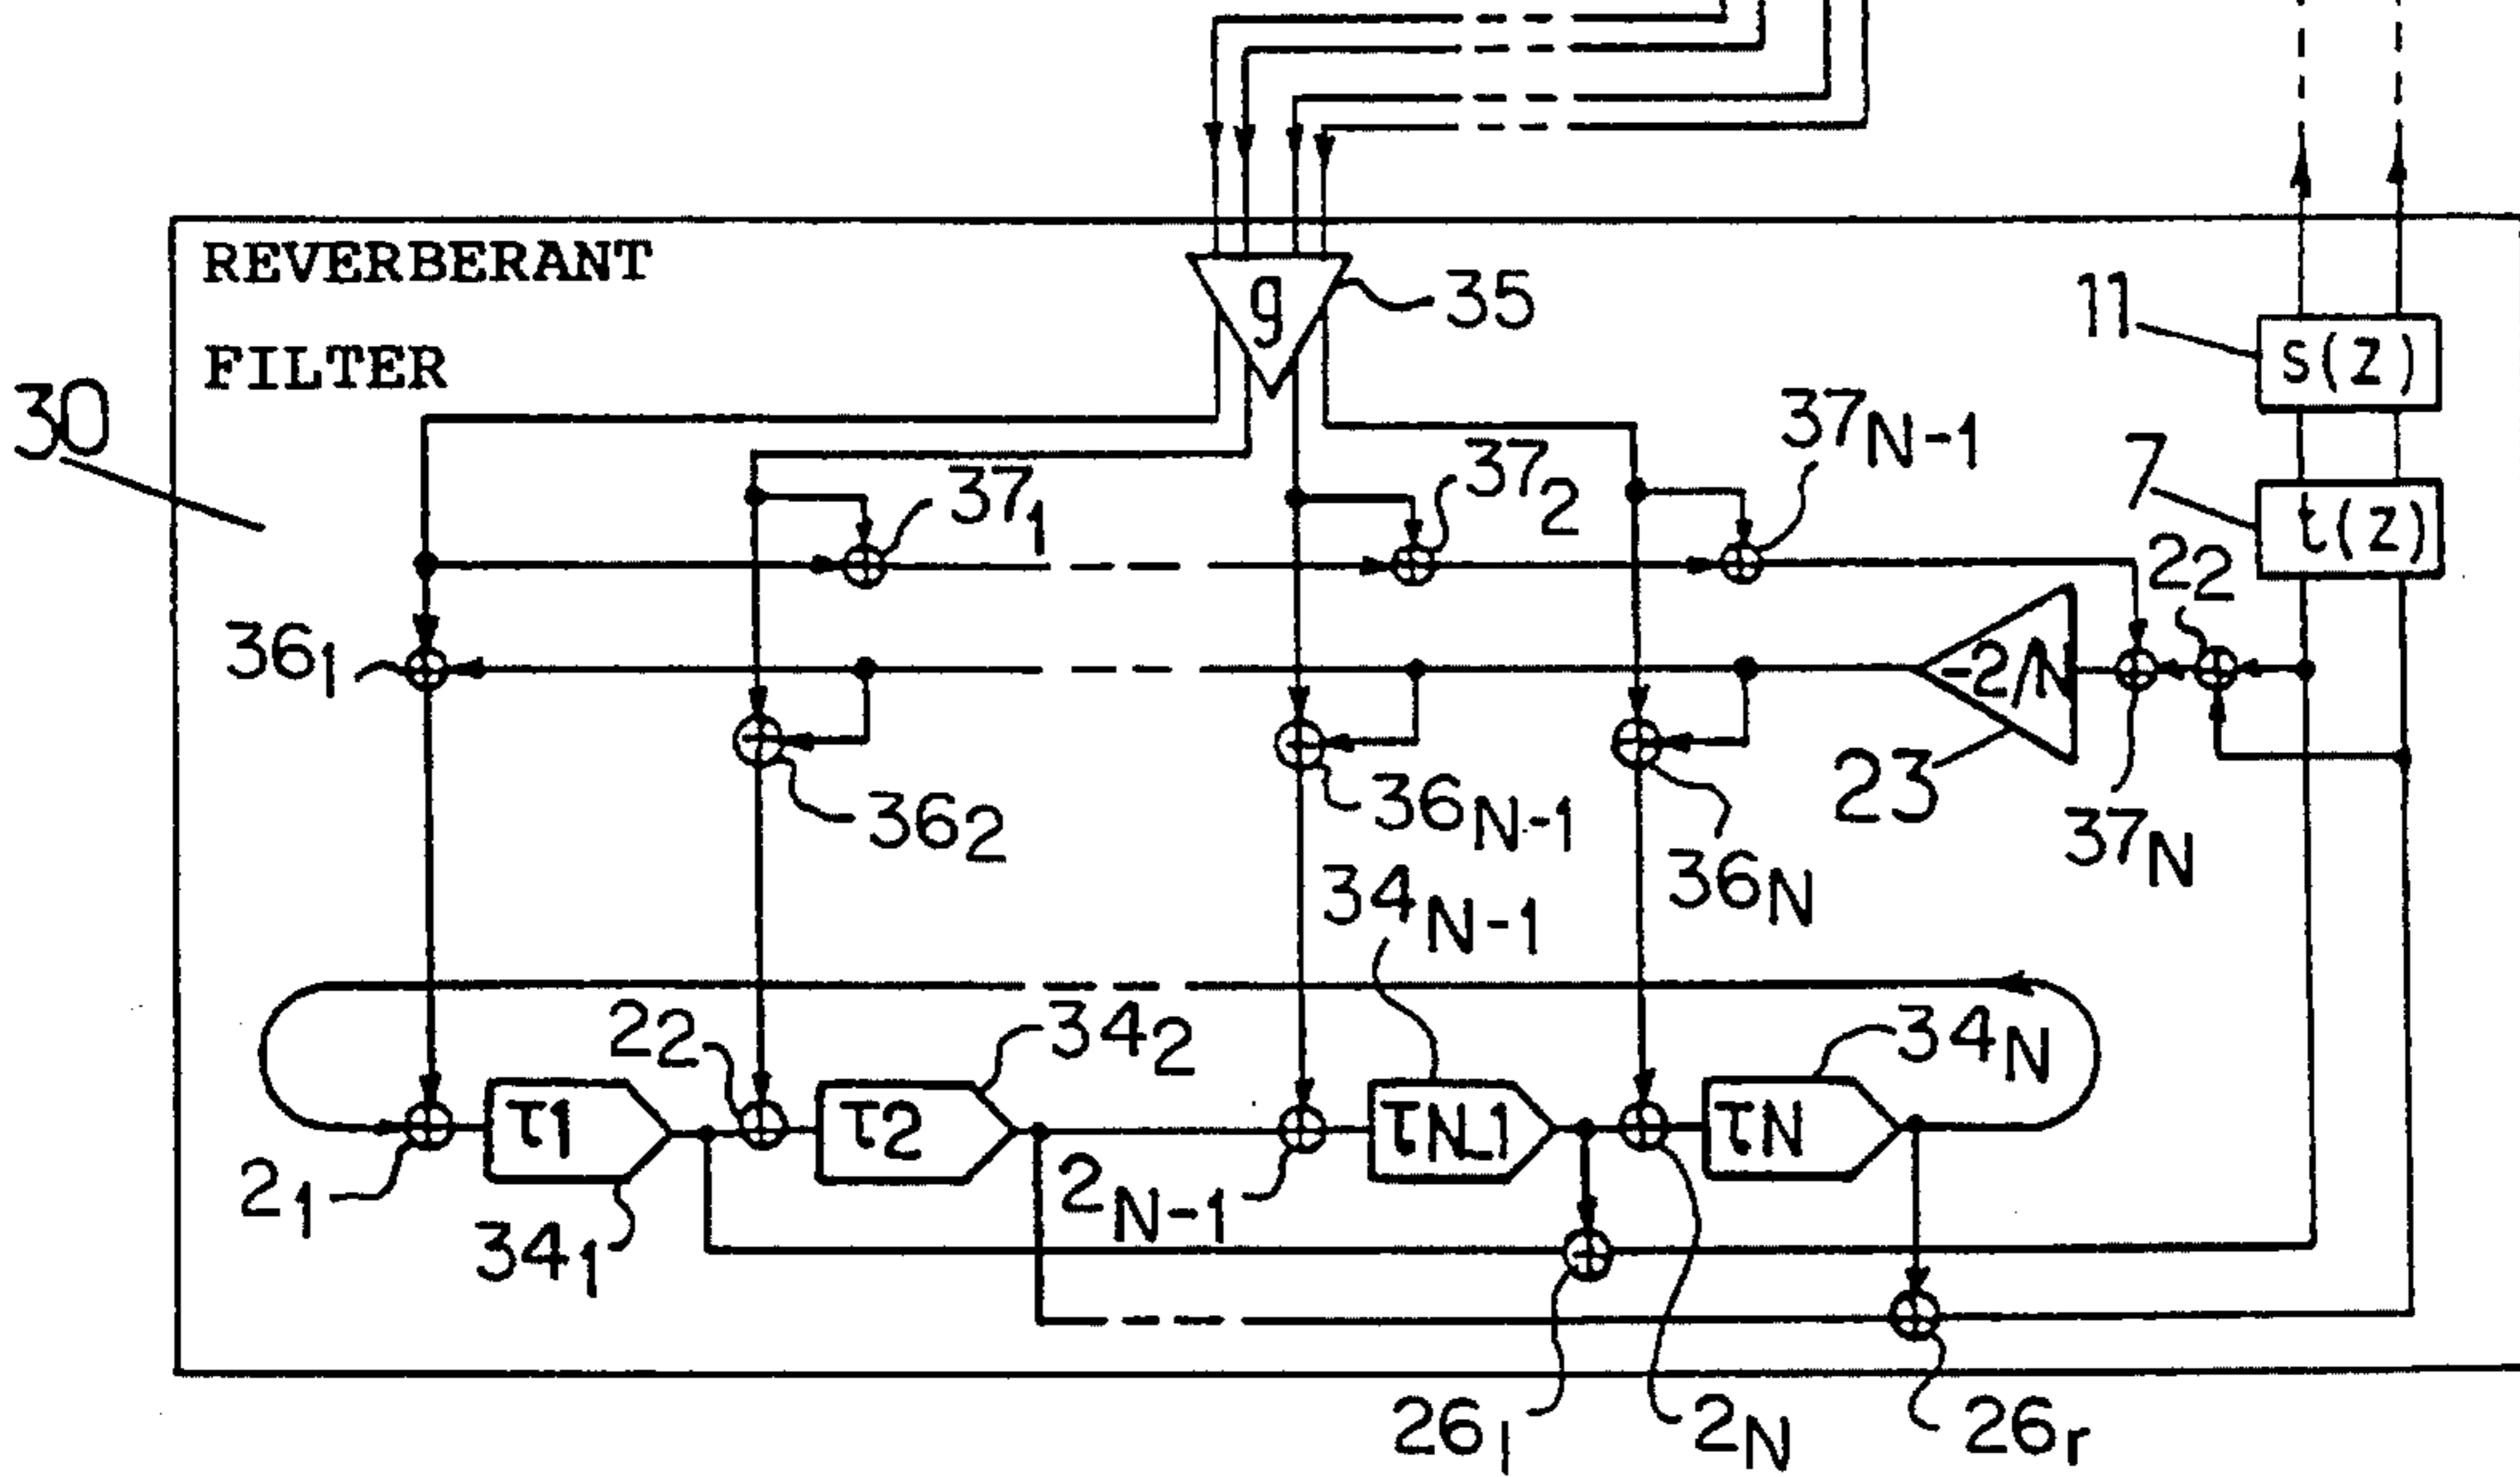 REVERBERANT
FILTER
30
g
35
11
S(Z)
7
t(Z)
37₁
37₂
37N-1
22
36₁
-2/N
23
37N
36₂
36N-1
36N
34N-1
2₂
34₂
34N
τ1
τ2
τN-1
τN
2₁
34₁
2N-1
26l
2N
26r